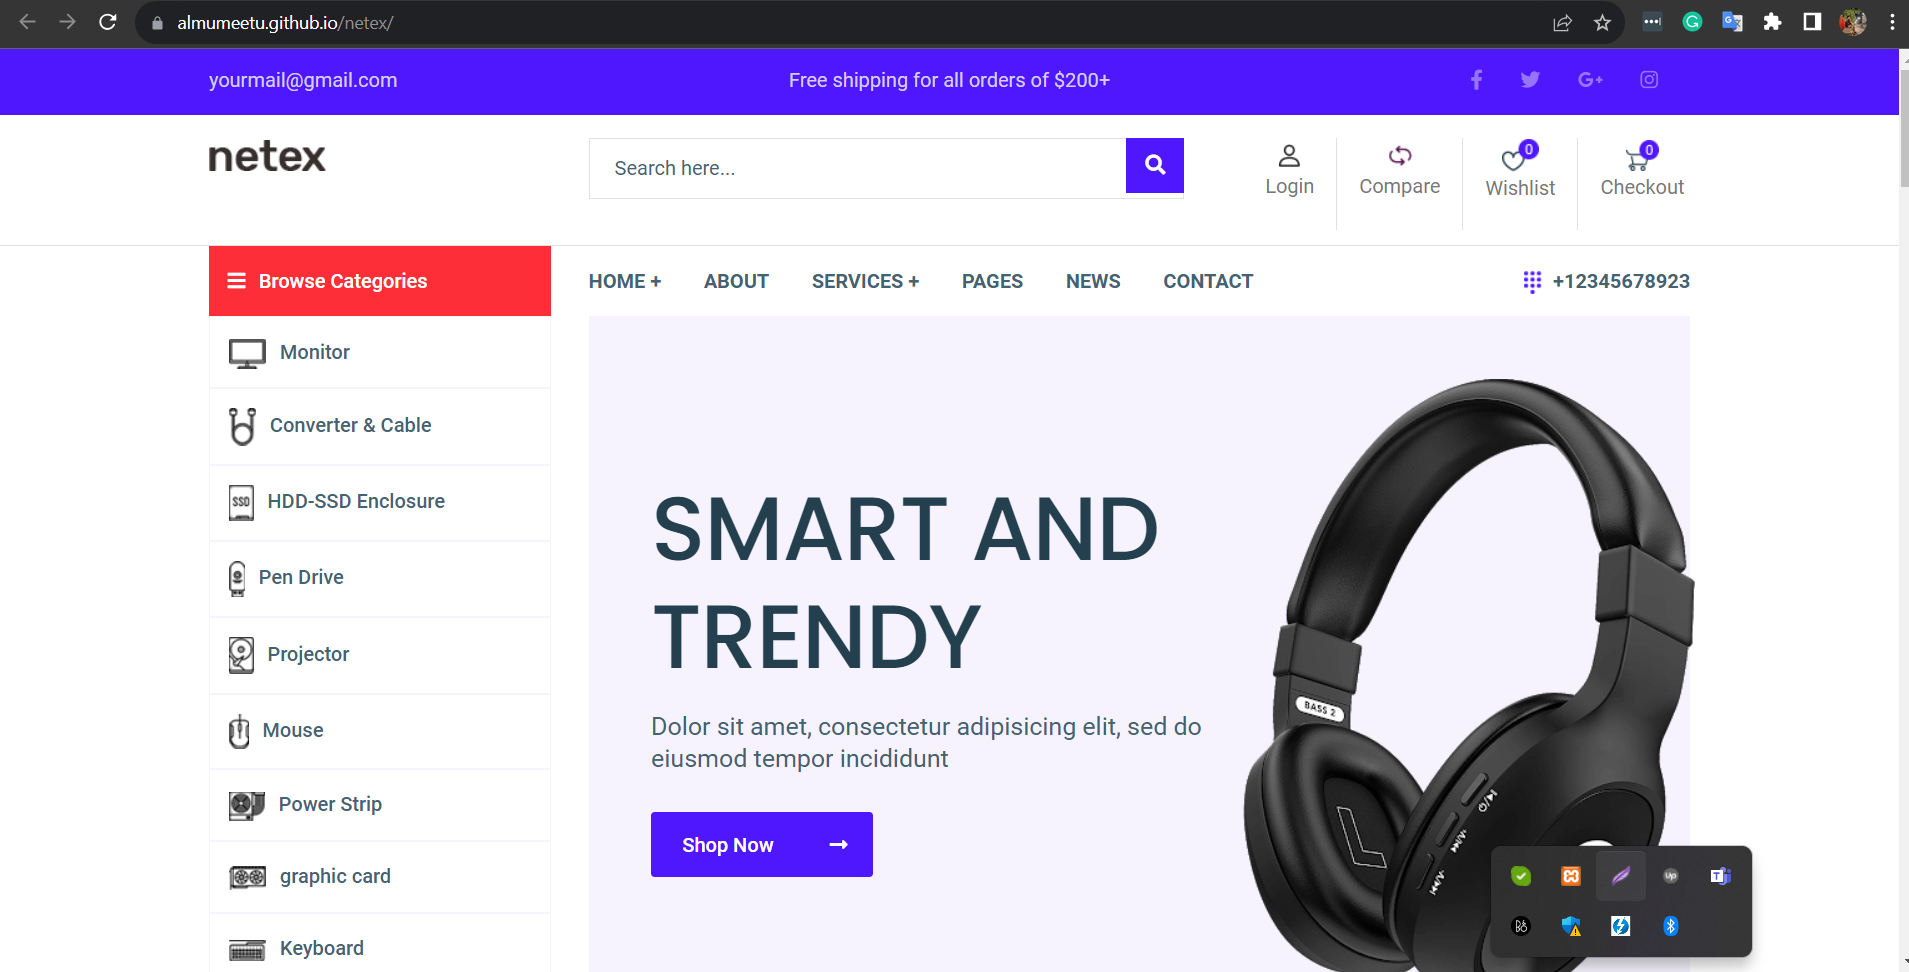 almumeetu.github.io/netex/
yourmail@gmail.com
Free shipping for all orders of $200+
netex
Search here...
Login
Compare
0
Wishlist
0
Checkout
Browse Categories
HOME +
ABOUT
SERVICES +
PAGES
NEWS
CONTACT
+12345678923
Monitor
Converter & Cable
SSD
HDD-SSD Enclosure
Pen Drive
Projector
Mouse
Power Strip
graphic card
Keyboard
SMART AND
TRENDY
Dolor sit amet, consectetur adipisicing elit, sed do
eiusmod tempor incididunt
Shop Now
BASS 2